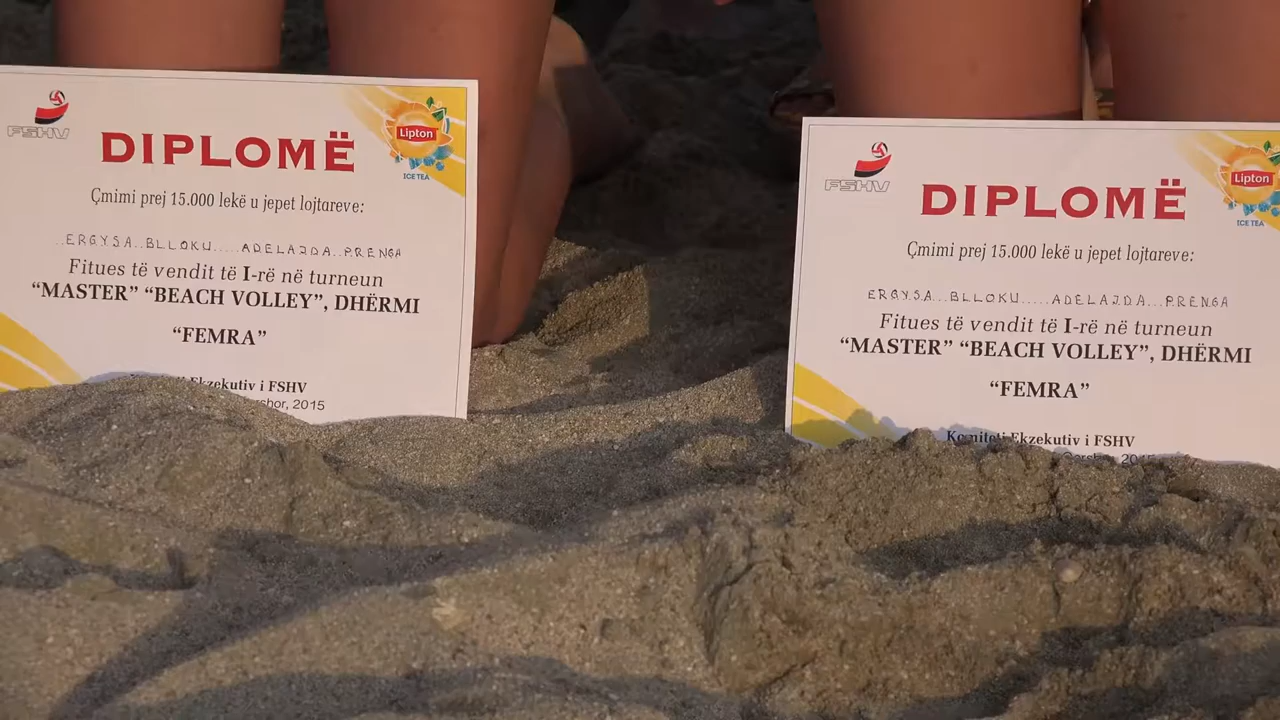 FSHV
DIPLOMË
Lipton
ICE TEA
Çmimi prej 15.000 lekë u jepet lojtareve:
ERGYSA BLLOKU ADELAJDA PRENGA
Fitues të vendit të I-rë në turneun
“MASTER” “BEACH VOLLEY”, DHËRMI
“FEMRA”
Ekzekutiv i FSHV
2015
FSHV
DIPLOMË
Lipton
ICE TEA
Çmimi prej 15.000 lekë u jepet lojtareve:
ERGYSA BLLOKU ADELAJDA PRENGA
Fitues të vendit të I-rë në turneun
“MASTER” “BEACH VOLLEY”, DHËRMI
“FEMRA”
Komiteti Ekzekutiv i FSHV